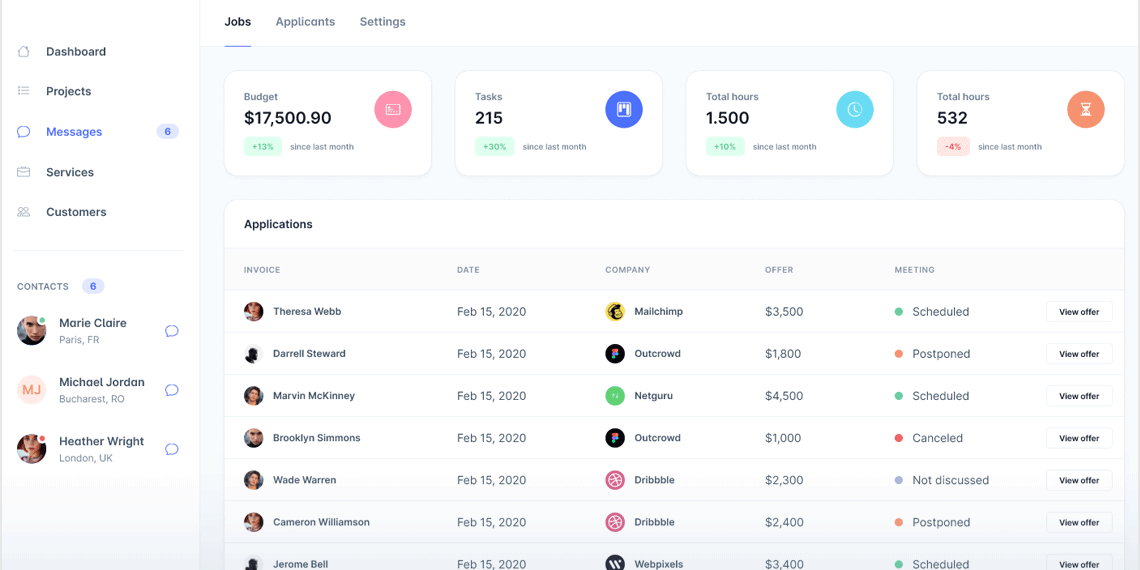 Jobs Applicants Settings
Dashboard
Projects
Messages 6
Services
Customers
CONTACTS 6
Marie Claire
Paris, FR
MJ
Michael Jordan
Bucharest, RO
Heather Wright
London, UK
Budget
$17,500.90
+13% since last month
Tasks
215
+30% since last month
Total hours
1.500
+10% since last month
Total hours
532
-4% since last month
Applications
INVOICE DATE COMPANY OFFER MEETING
Theresa Webb Feb 15, 2020 Mailchimp $3,500 Scheduled View offer
Darrell Steward Feb 15, 2020 Outcrowd $1,800 Postponed View offer
Marvin McKinney Feb 15, 2020 Netguru $4,500 Scheduled View offer
Brooklyn Simmons Feb 15, 2020 Outcrowd $1,000 Canceled View offer
Wade Warren Feb 15, 2020 Dribbble $2,300 Not discussed View offer
Cameron Williamson Feb 15, 2020 Dribbble $2,400 Postponed View offer
Jerome Bell Feb 15, 2020 Webpixels $3,400 Scheduled View offer